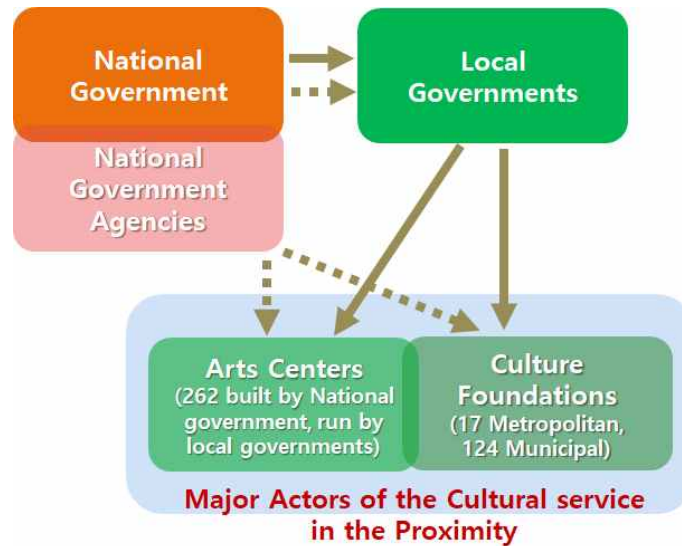 National
Government
Local
Governments
National
Government
Agencies
Arts Centers
(262 built by National
government, run by
local governments)
Culture
Foundations
(17 Metropolitan,
124 Municipal)
Major Actors of the Cultural service
in the Proximity